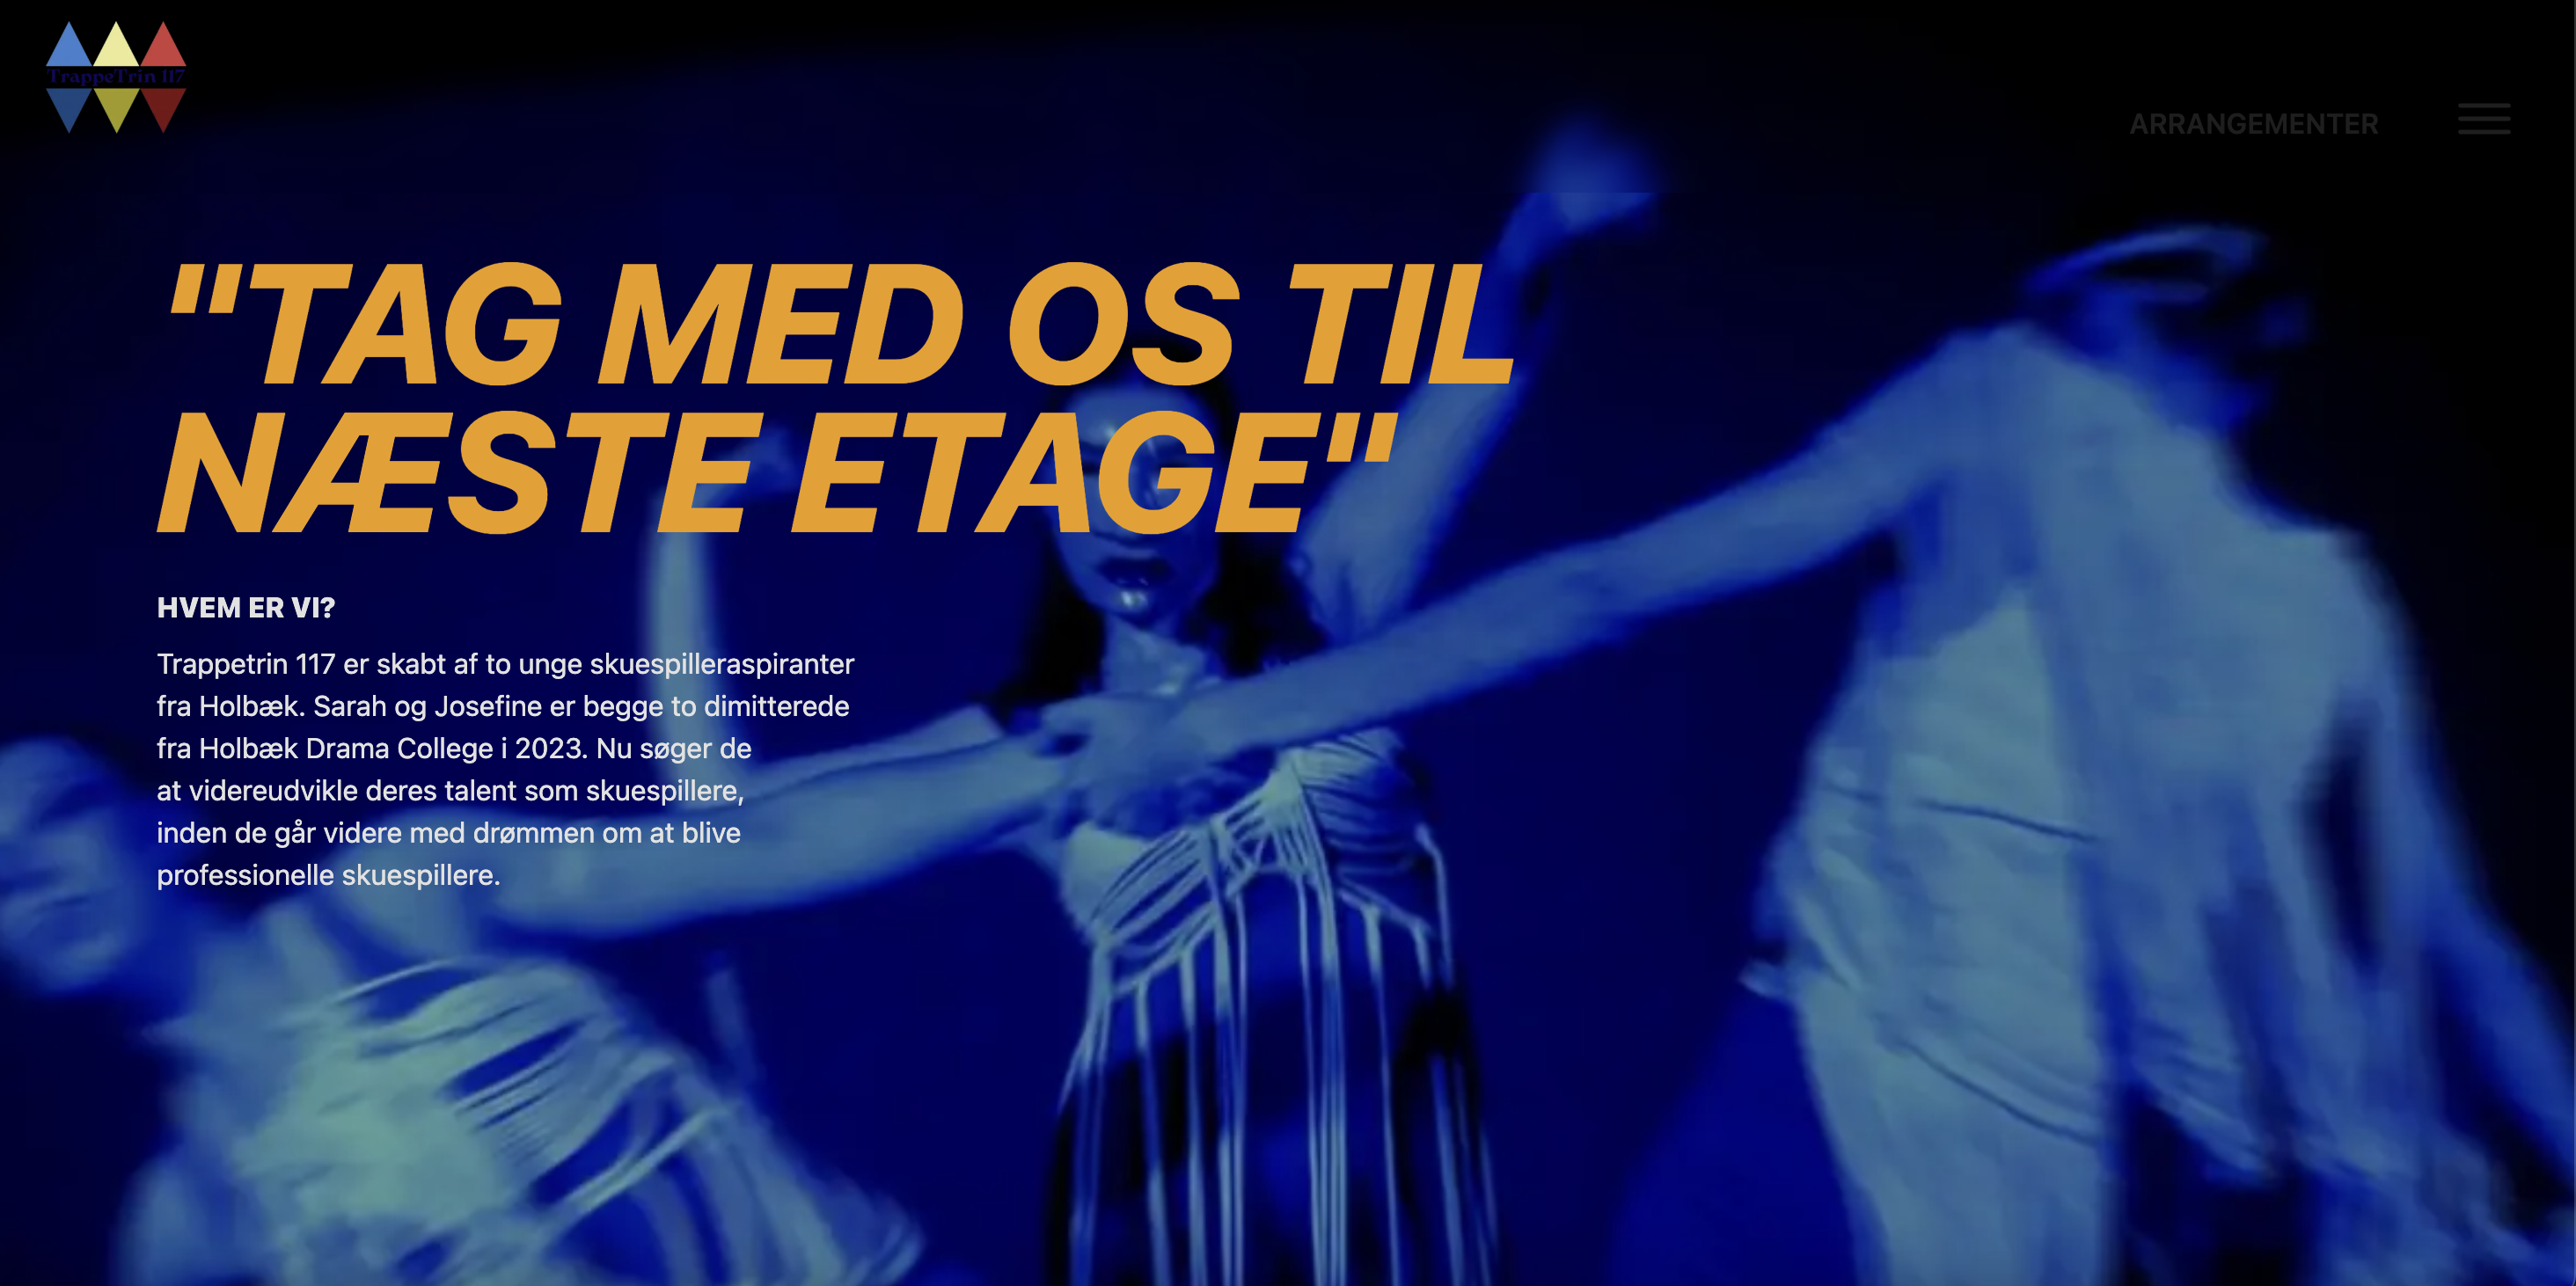 TrappeTrin 117
ARRANGEMENTER
"TAG MED OS TIL
NÆSTE ETAGE"
HVEM ER VI?
Trappetrin 117 er skabt af to unge skuespilleraspiranter
fra Holbæk. Sarah og Josefine er begge to dimitterede
fra Holbæk Drama College i 2023. Nu søger de
at videreudvikle deres talent som skuespillere,
inden de går videre med drømmen om at blive
professionelle skuespillere.